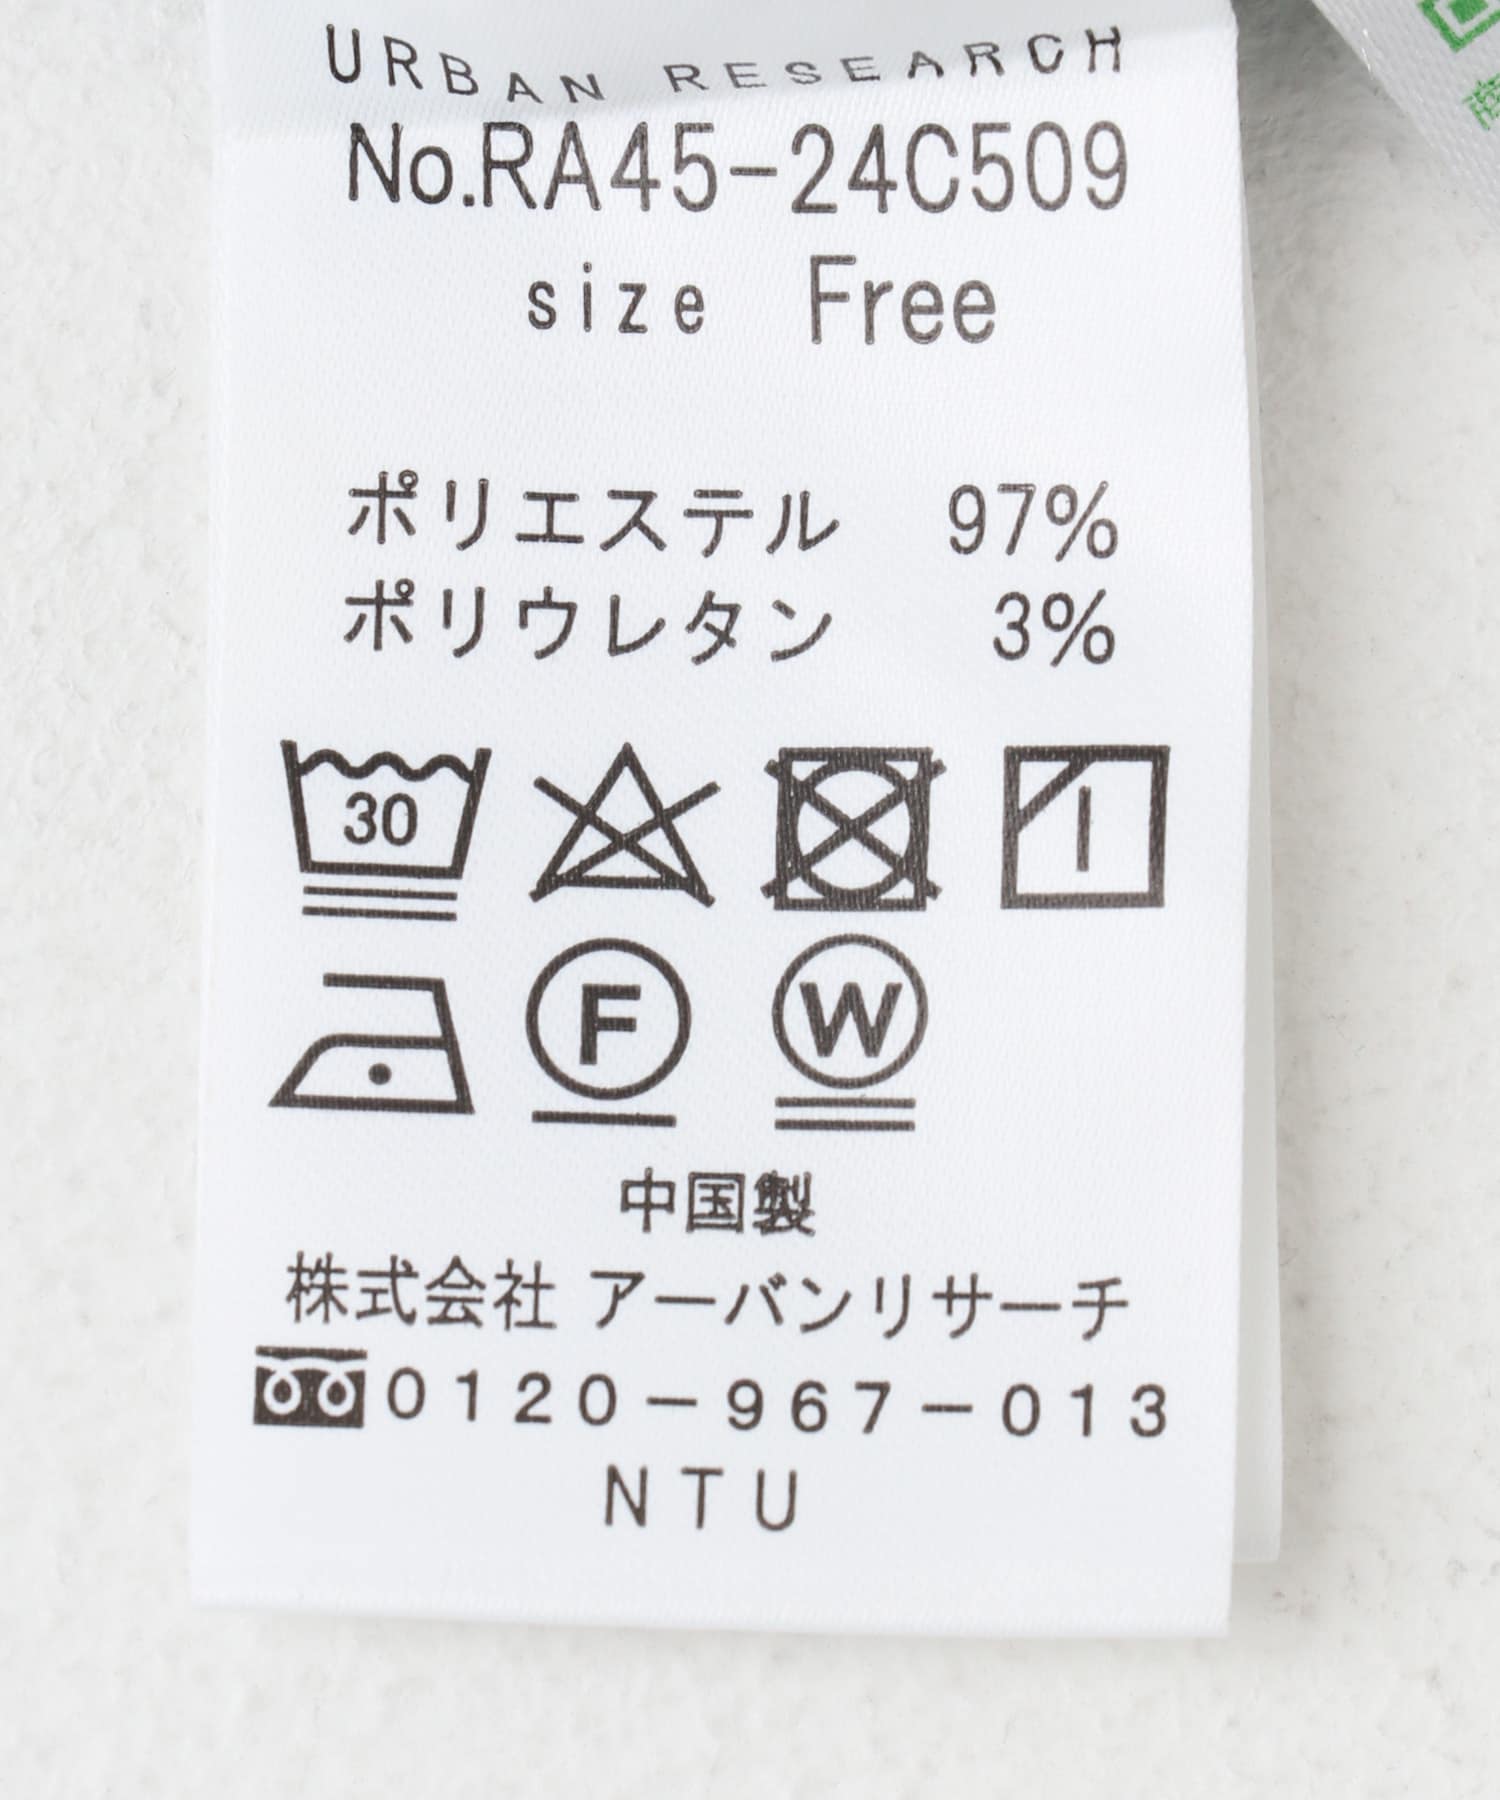 URBAN RESEARCH
No.RA45-24C509
size Free
ポリエステル 97%
ポリウレタン 3%
30
F
W
中国製
株式会社 アーバンリサーチ
0120-967-013
NTU